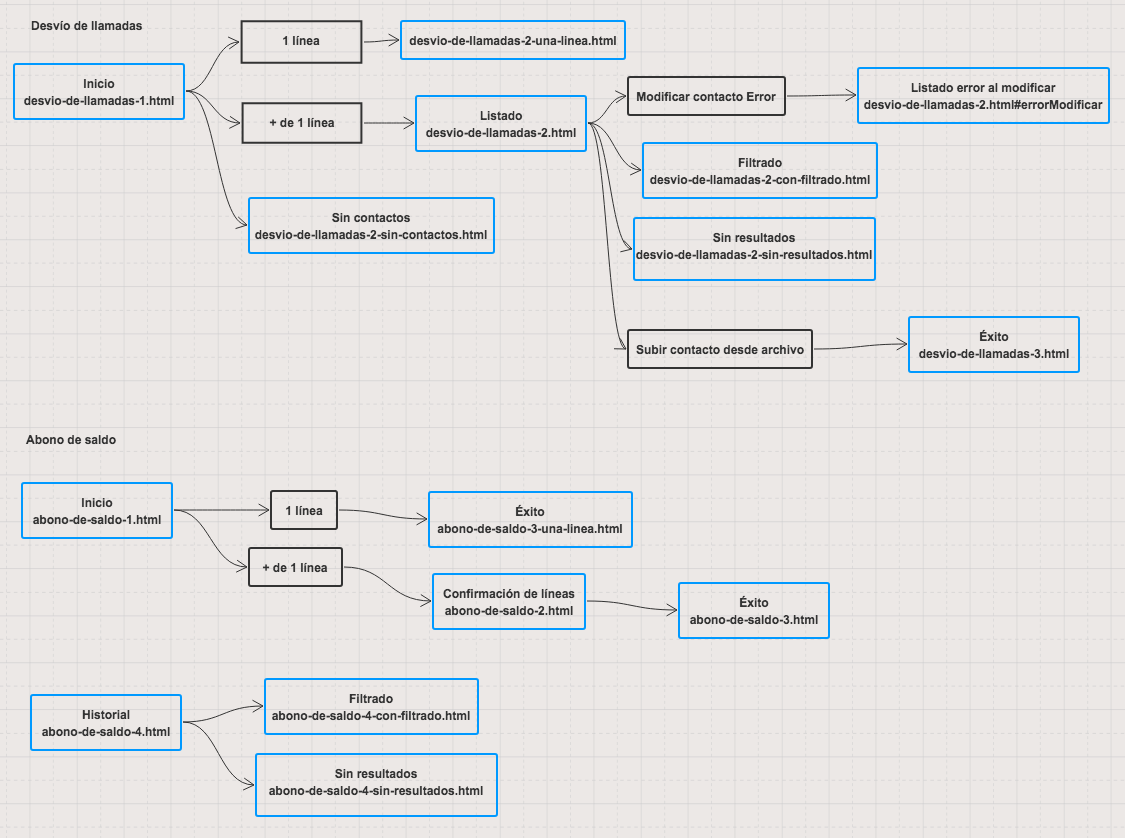 Desvío de llamadas
Inicio
desvio-de-llamadas-1.html
1 línea
desvio-de-llamadas-2-una-linea.html
+ de 1 línea
Listado
desvio-de-llamadas-2.html
Sin contactos
desvio-de-llamadas-2-sin-contactos.html
Modificar contacto Error
Listado error al modificar
desvio-de-llamadas-2.html#errorModificar
Filtrado
desvio-de-llamadas-2-con-filtrado.html
Sin resultados
desvio-de-llamadas-2-sin-resultados.html
Subir contacto desde archivo
Éxito
desvio-de-llamadas-3.html
Abono de saldo
Inicio
abono-de-saldo-1.html
1 línea
Éxito
abono-de-saldo-3-una-linea.html
+ de 1 línea
Confirmación de líneas
abono-de-saldo-2.html
Éxito
abono-de-saldo-3.html
Historial
abono-de-saldo-4.html
Filtrado
abono-de-saldo-4-con-filtrado.html
Sin resultados
abono-de-saldo-4-sin-resultados.html